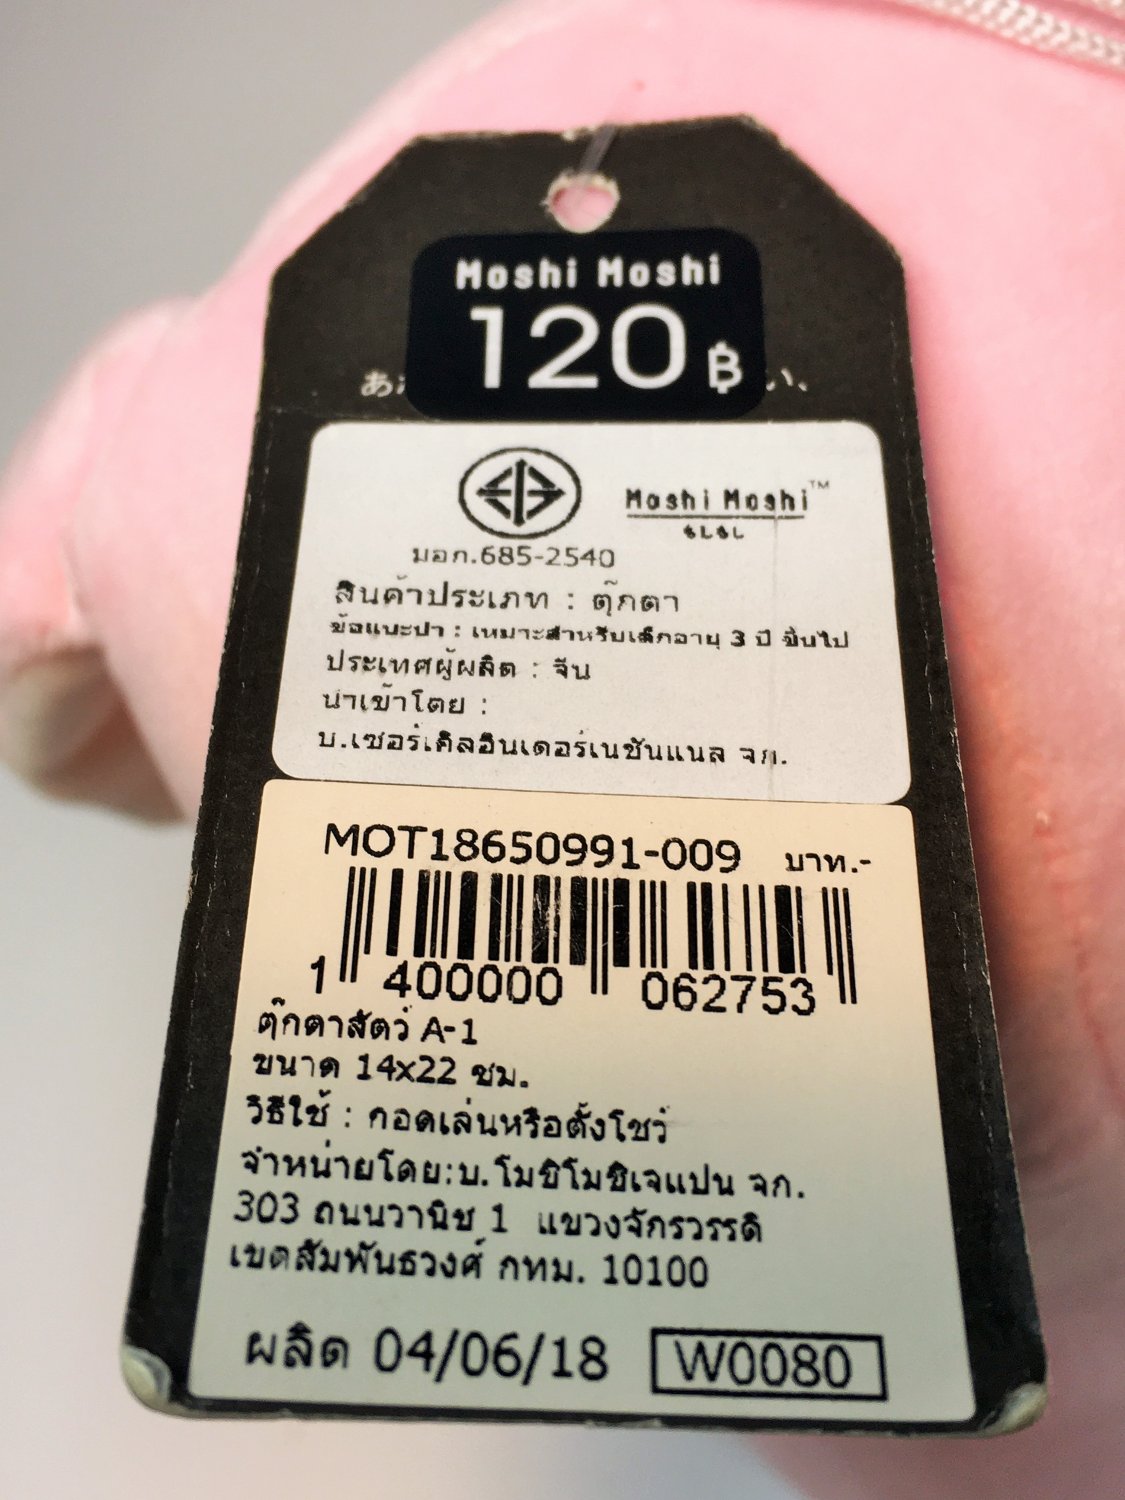 Moshi Moshi
120 ฿
あ
い、
Moshi Moshi™
มอก.685-2540
สินค้าประเภท : ตุ๊กตา
ข้อแนะนำ : เหมาะสำหรับเด็กอายุ 3 ปี ขึ้นไป
ประเทศผู้ผลิต : จีน
นำเข้าโดย :
บ.เซอร์เคิลอินเตอร์เนชั่นแนล จก.
MOT18650991-009 บาท.-
1 400000 062753
ตุ๊กตาสัตว์ A-1
ขนาด 14x22 ซม.
วิธีใช้ : กอดเล่นหรือตั้งโชว์
จำหน่ายโดย:บ.โมชิโมชิเจแปน จก.
303 ถนนวานิช 1 แขวงจักรวรรดิ
เขตสัมพันธวงศ์ กทม. 10100
ผลิต 04/06/18 W0080